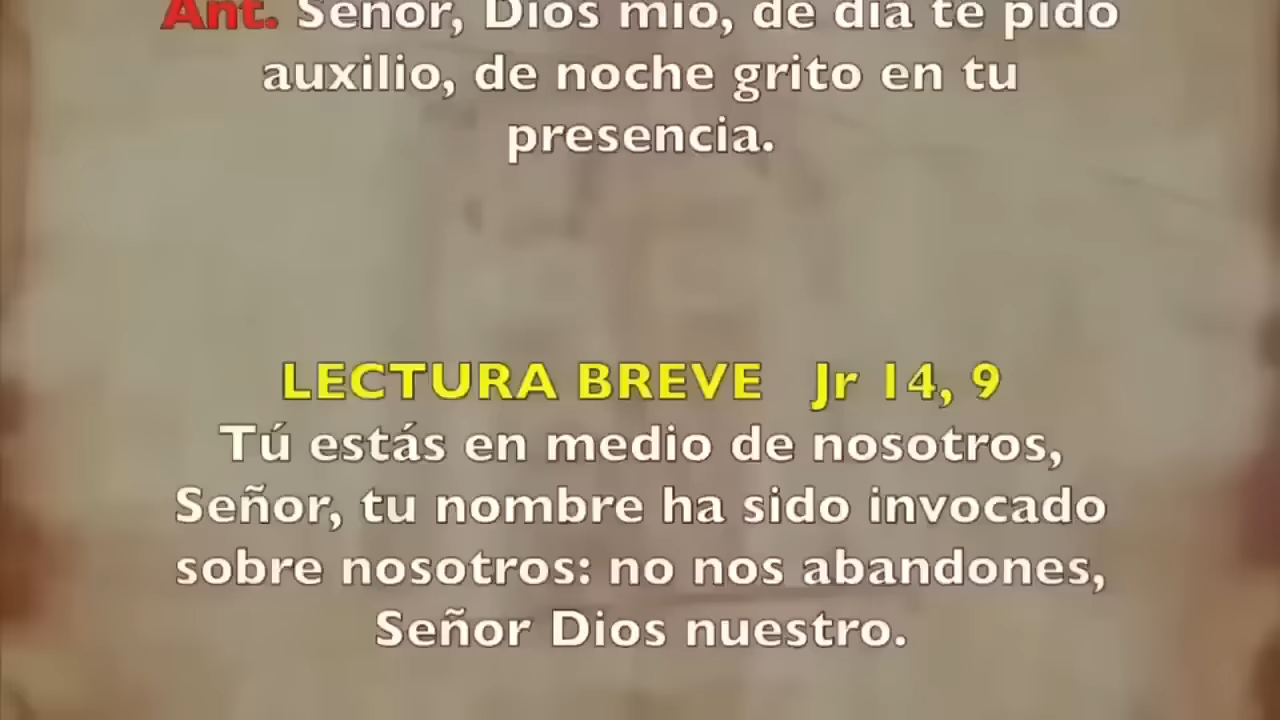 Ant. Señor, Dios mío, de día te pido
auxilio, de noche grito en tu
presencia.
LECTURA BREVE Jr 14, 9
Tú estás en medio de nosotros,
Señor, tu nombre ha sido invocado
sobre nosotros: no nos abandones,
Señor Dios nuestro.